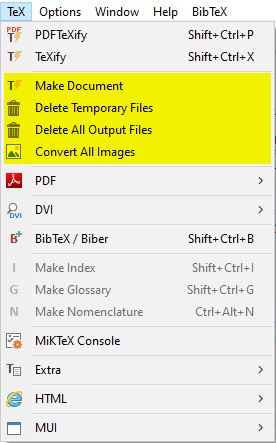 TeX Options Window Help BibTeX
PDF PDFTeXify Shift+Ctrl+P
T TeXify Shift+Ctrl+X
Make Document
Delete Temporary Files
Delete All Output Files
Convert All Images
PDF
DVI DVI
B+ BibTeX / Biber Shift+Ctrl+B
I Make Index Shift+Ctrl+I
G Make Glossary Shift+Ctrl+G
N Make Nomenclature Ctrl+Alt+N
MiKTeX Console
T Extra
HTML
MUI